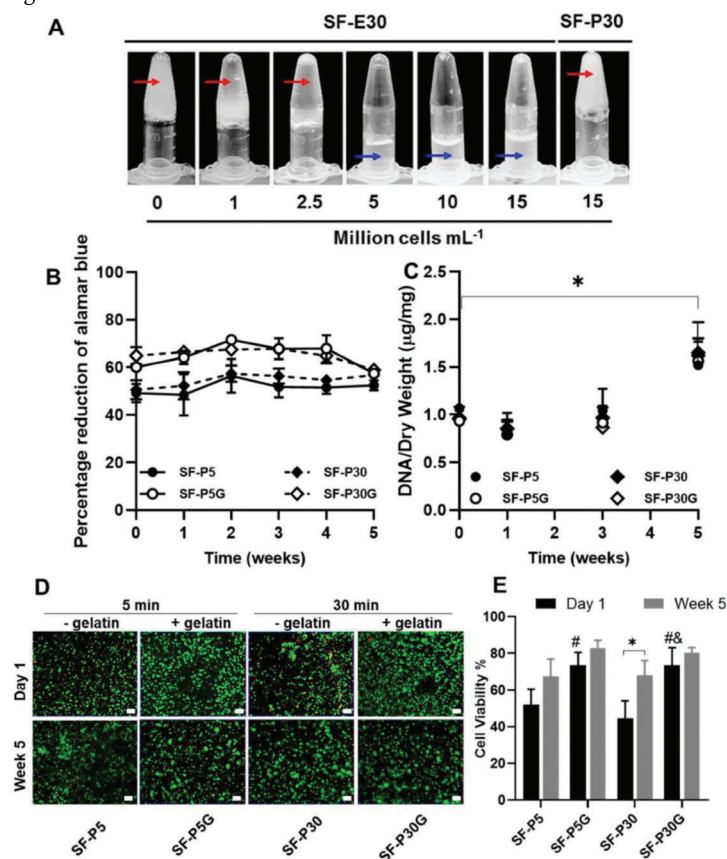 A
SF-E30 SF-P30
0 1 2.5 5 10 15 15
Million cells mL-1
B
Percentage reduction of alamar blue
100
80
60
40
20
0
SF-P5 SF-P30
SF-P5G SF-P30G
0 1 2 3 4 5
Time (weeks)
C
DNA/Dry Weight (µg/mg)
2.5
2.0
1.5
1.0
0.5
0.0
*
SF-P5 SF-P30
SF-P5G SF-P30G
0 1 2 3 4 5
Time (weeks)
D
5 min 30 min
- gelatin + gelatin - gelatin + gelatin
Day 1
Week 5
SF-P5 SF-P5G SF-P30 SF-P30G
E
Day 1 Week 5
Cell Viability %
100
80
60
40
20
0
# * #&
SF-P5 SF-P5G SF-P30 SF-P30G